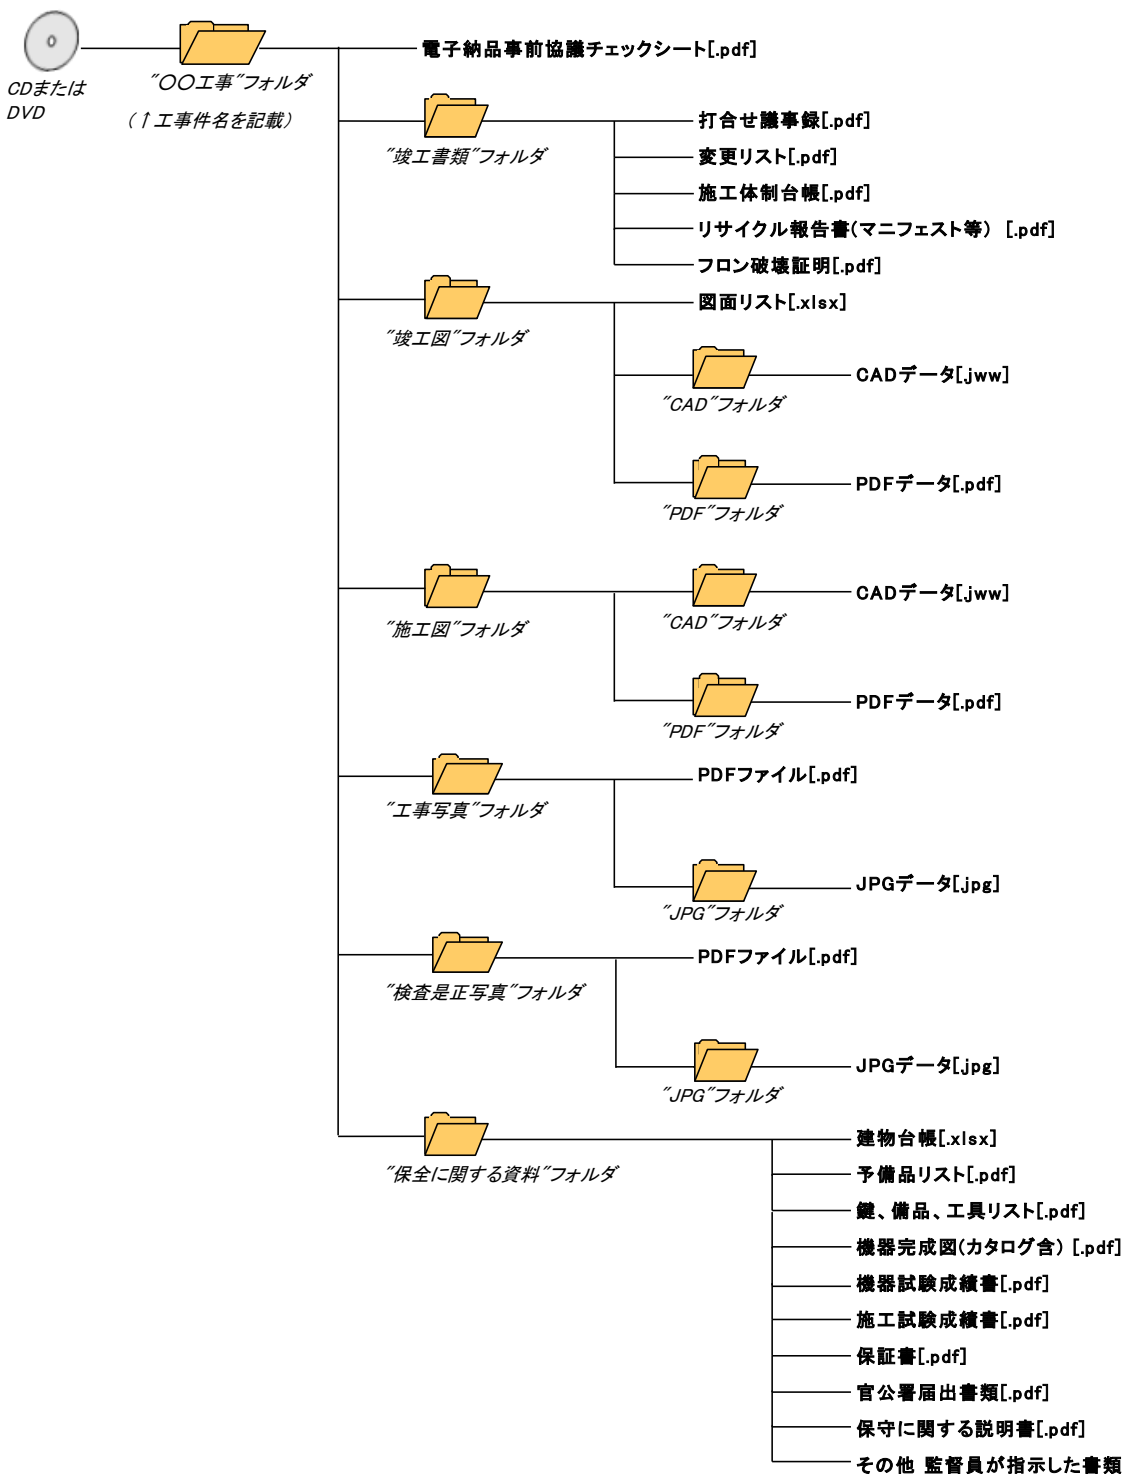 CDまたは
DVD
"〇〇工事"フォルダ
（↑工事件名を記載）
電子納品事前協議チェックシート[.pdf]
"竣工書類"フォルダ
打合せ議事録[.pdf]
変更リスト[.pdf]
施工体制台帳[.pdf]
リサイクル報告書（マニフェスト等） [.pdf]
フロン破壊証明[.pdf]
"竣工図"フォルダ
図面リスト[.xlsx]
"CAD"フォルダ
CADデータ[.jww]
"PDF"フォルダ
PDFデータ[.pdf]
"施工図"フォルダ
"CAD"フォルダ
CADデータ[.jww]
"PDF"フォルダ
PDFデータ[.pdf]
"工事写真"フォルダ
PDFファイル[.pdf]
"JPG"フォルダ
JPGデータ[.jpg]
"検査是正写真"フォルダ
PDFファイル[.pdf]
"JPG"フォルダ
JPGデータ[.jpg]
"保全に関する資料"フォルダ
建物台帳[.xlsx]
予備品リスト[.pdf]
鍵、備品、工具リスト[.pdf]
機器完成図(カタログ含) [.pdf]
機器試験成績書[.pdf]
施工試験成績書[.pdf]
保証書[.pdf]
官公署届出書類[.pdf]
保守に関する説明書[.pdf]
その他 監督員が指示した書類